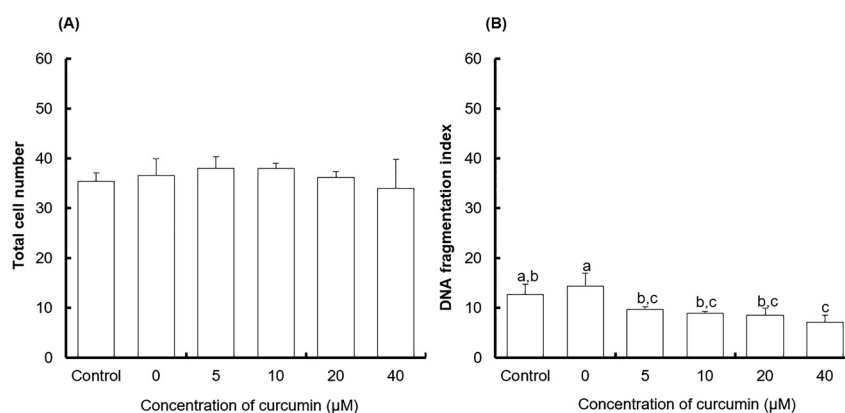 (A)
Total cell number
60
50
40
30
20
10
0
Control 0 5 10 20 40
Concentration of curcumin (µM)
(B)
DNA fragmentation index
60
50
40
30
20
10
0
a,b a b,c b,c b,c c
Control 0 5 10 20 40
Concentration of curcumin (µM)